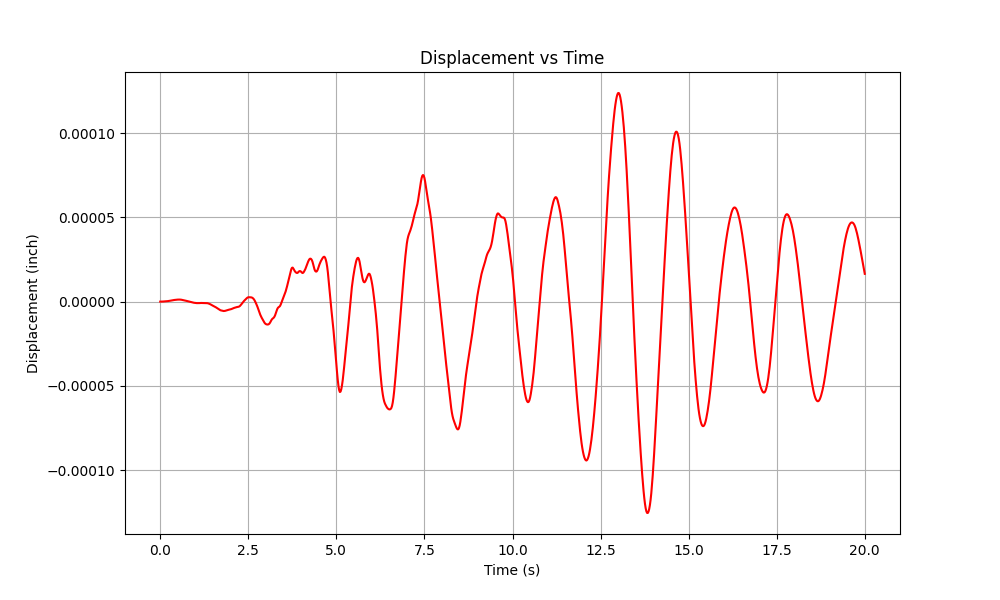 Displacement vs Time
0.00010
0.00005
0.00000
−0.00005
−0.00010
Displacement (inch)
0.0 2.5 5.0 7.5 10.0 12.5 15.0 17.5 20.0
Time (s)